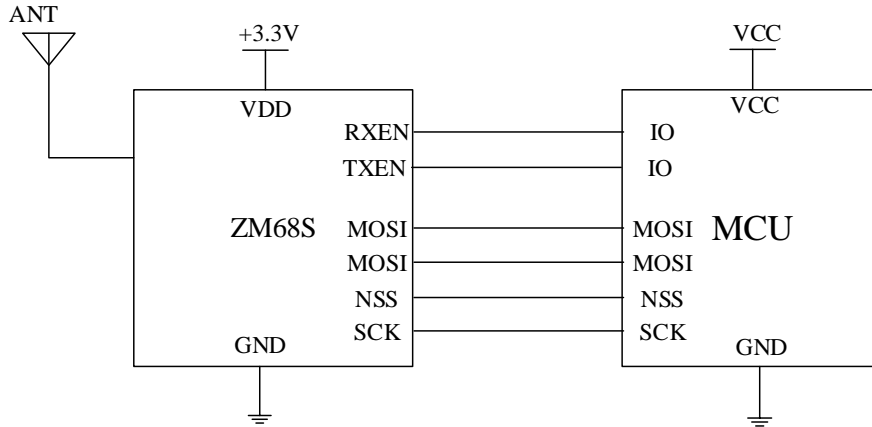 ANT
+3.3V
VCC
VDD
VCC
RXEN
IO
TXEN
IO
ZM68S
MOSI
MOSI
MCU
MOSI
MOSI
NSS
NSS
SCK
SCK
GND
GND